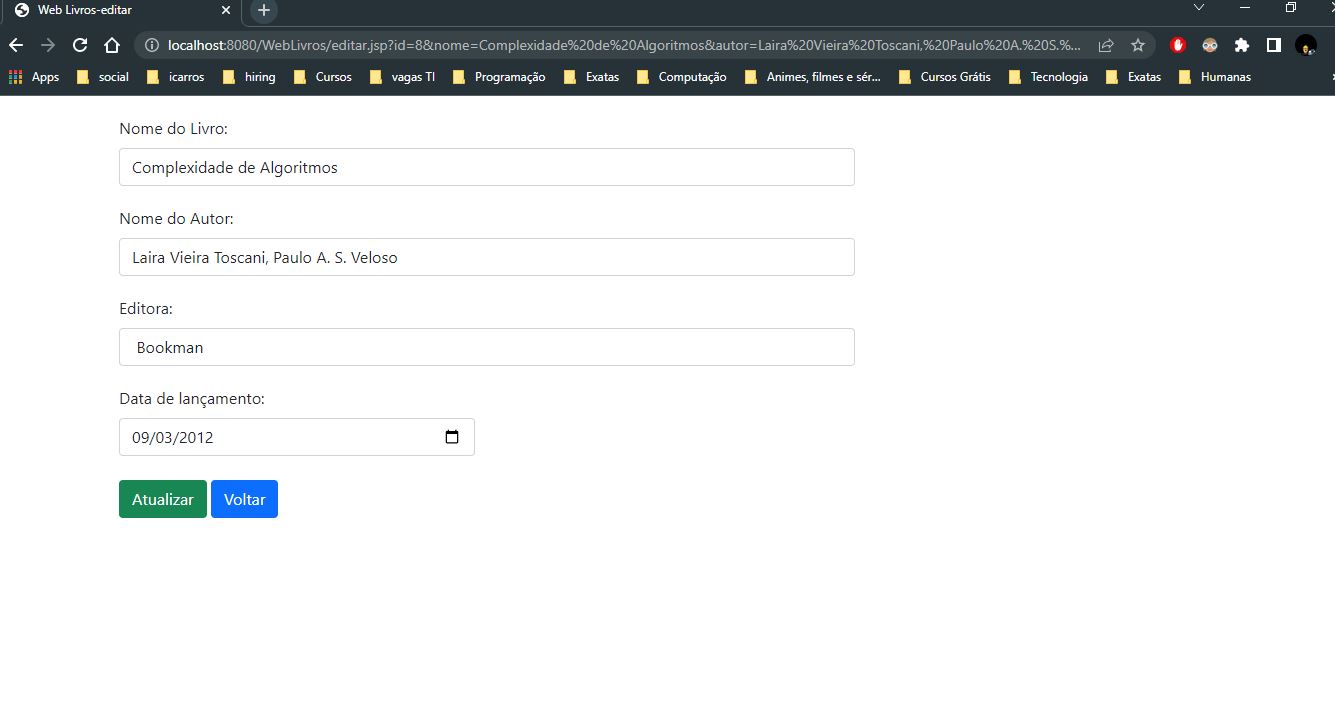 Web Livros-editar
localhost:8080/WebLivros/editar.jsp?id=8&nome=Complexidade%20de%20Algoritmos&autor=Laira%20Vieira%20Toscani,%20Paulo%20A.%20S.%...
Apps social icarros hiring Cursos vagas TI Programação Exatas Computação Animes, filmes e sér... Cursos Grátis Tecnologia Exatas Humanas
Nome do Livro:
Complexidade de Algoritmos
Nome do Autor:
Laira Vieira Toscani, Paulo A. S. Veloso
Editora:
Bookman
Data de lançamento:
09/03/2012
Atualizar Voltar